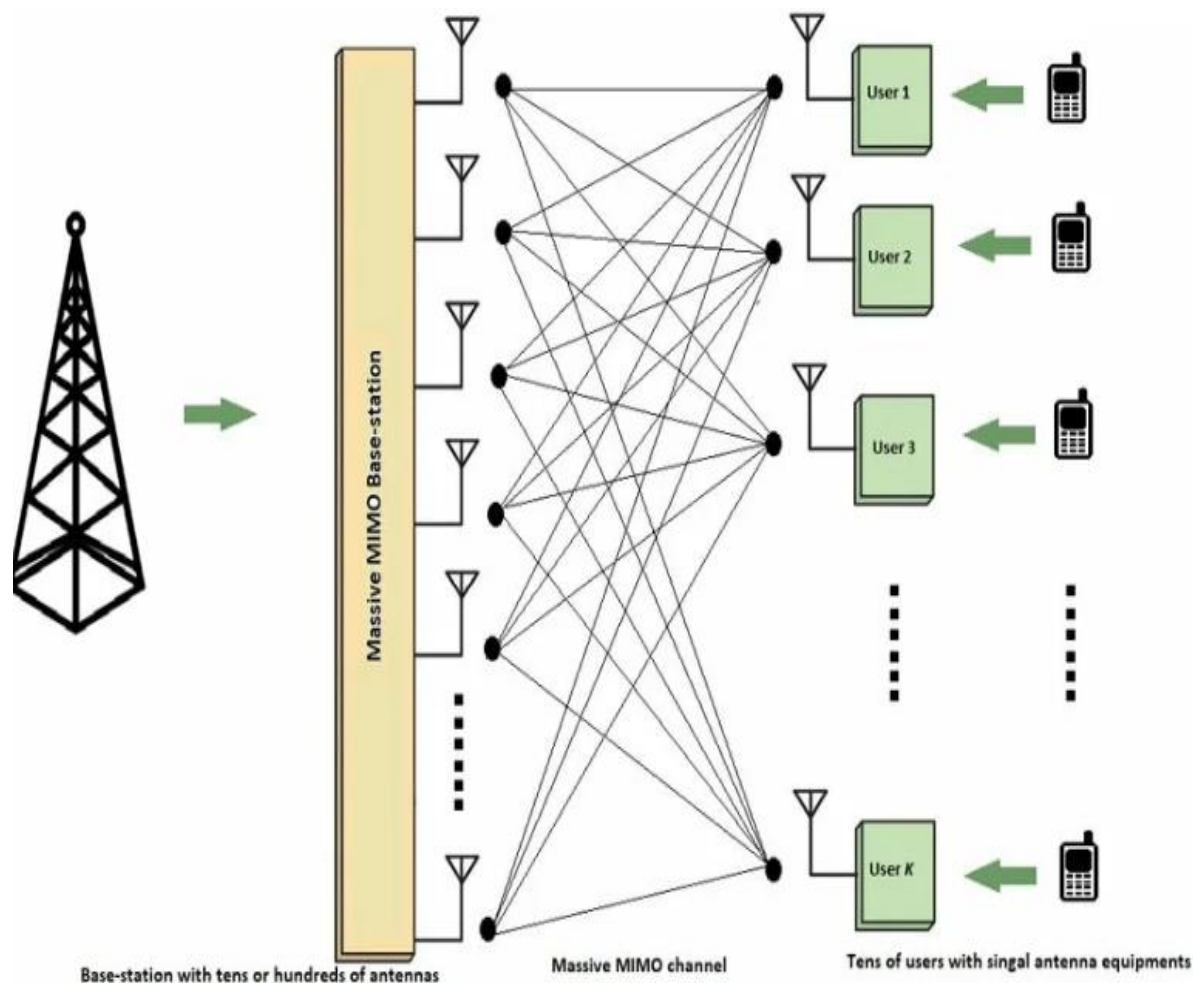 Massive MIMO Base-station
User 1
User 2
User 3
User K
Base-station with tens or hundreds of antennas
Massive MIMO channel
Tens of users with singal antenna equipments